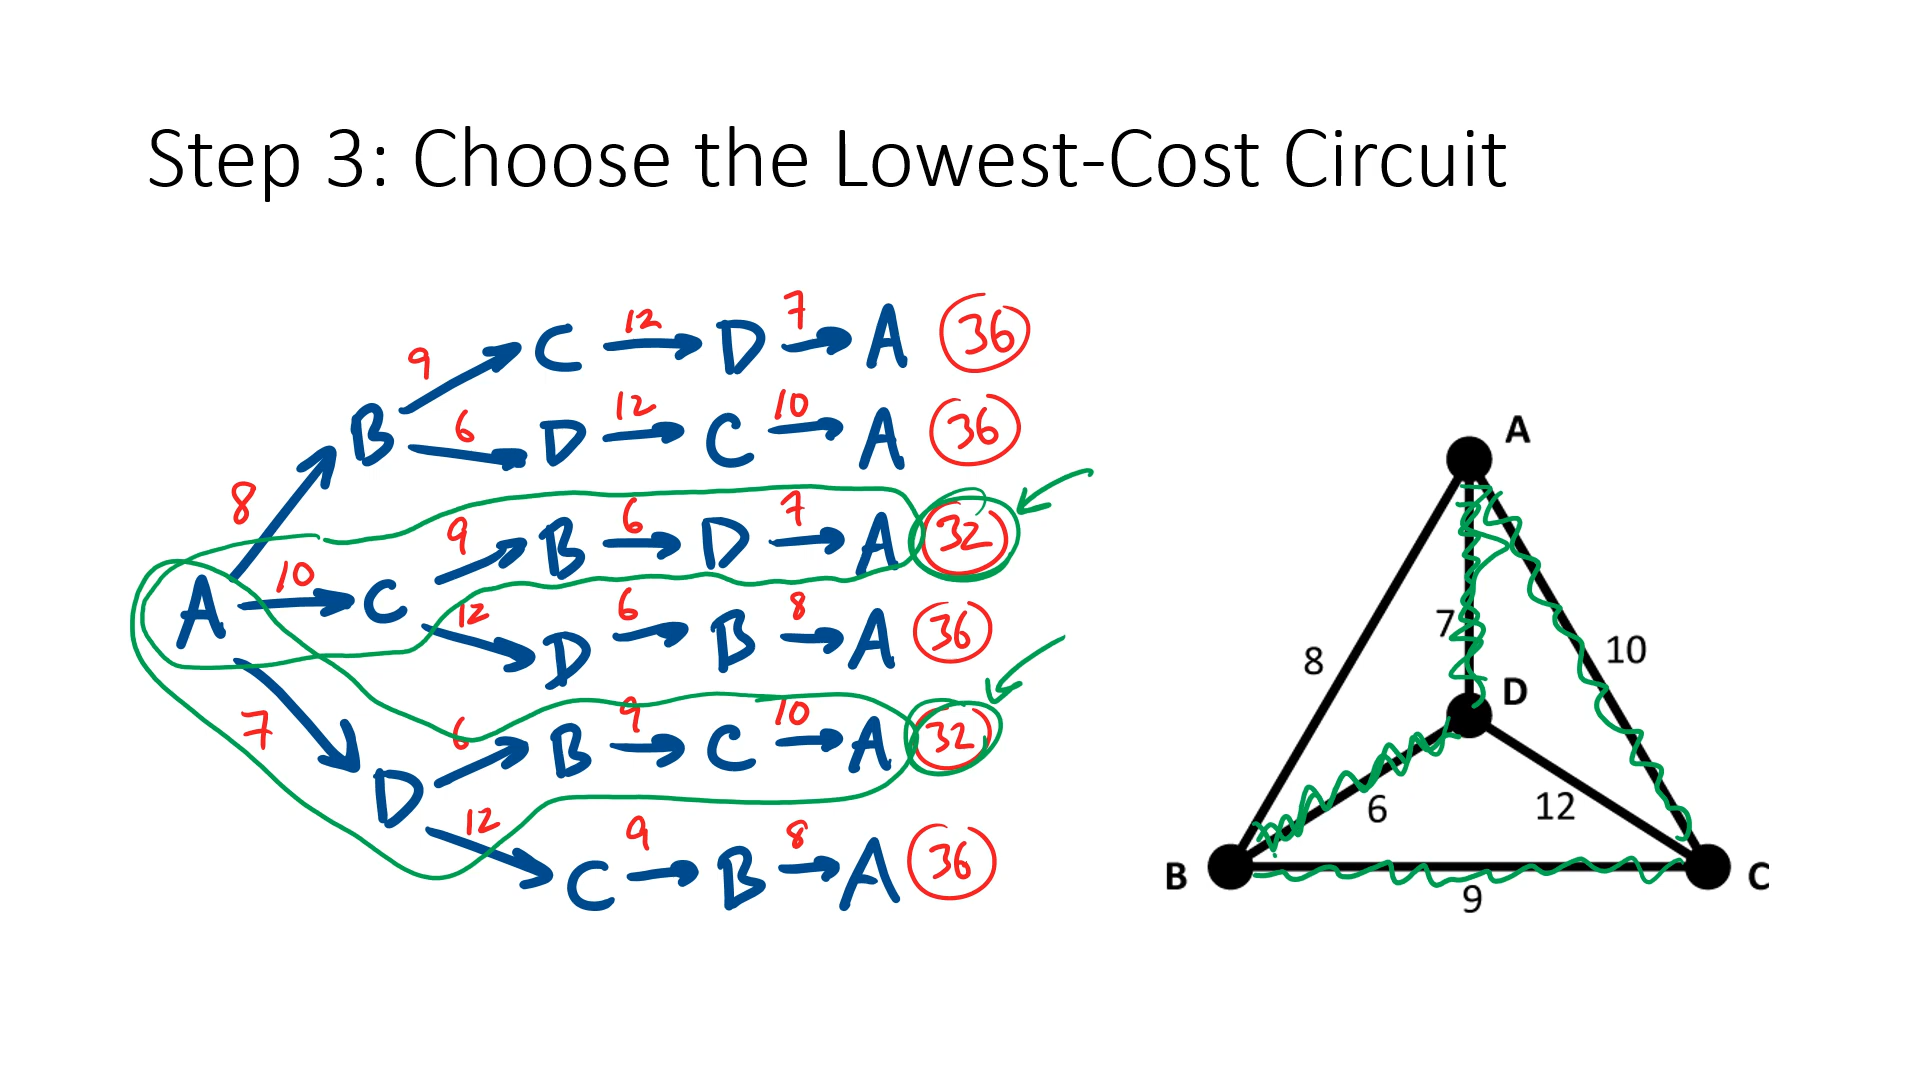 Step 3: Choose the Lowest-Cost Circuit
9 C 12 D 7 A 36
8 B 6 D 12 C 10 A 36
A 10 C 9 B 6 D 7 A 32
12 D 6 B 8 A 36
7 D 6 B 9 C 10 A 32
12 C 9 B 8 A 36
A
8
7
10
D
6
12
B
9
C